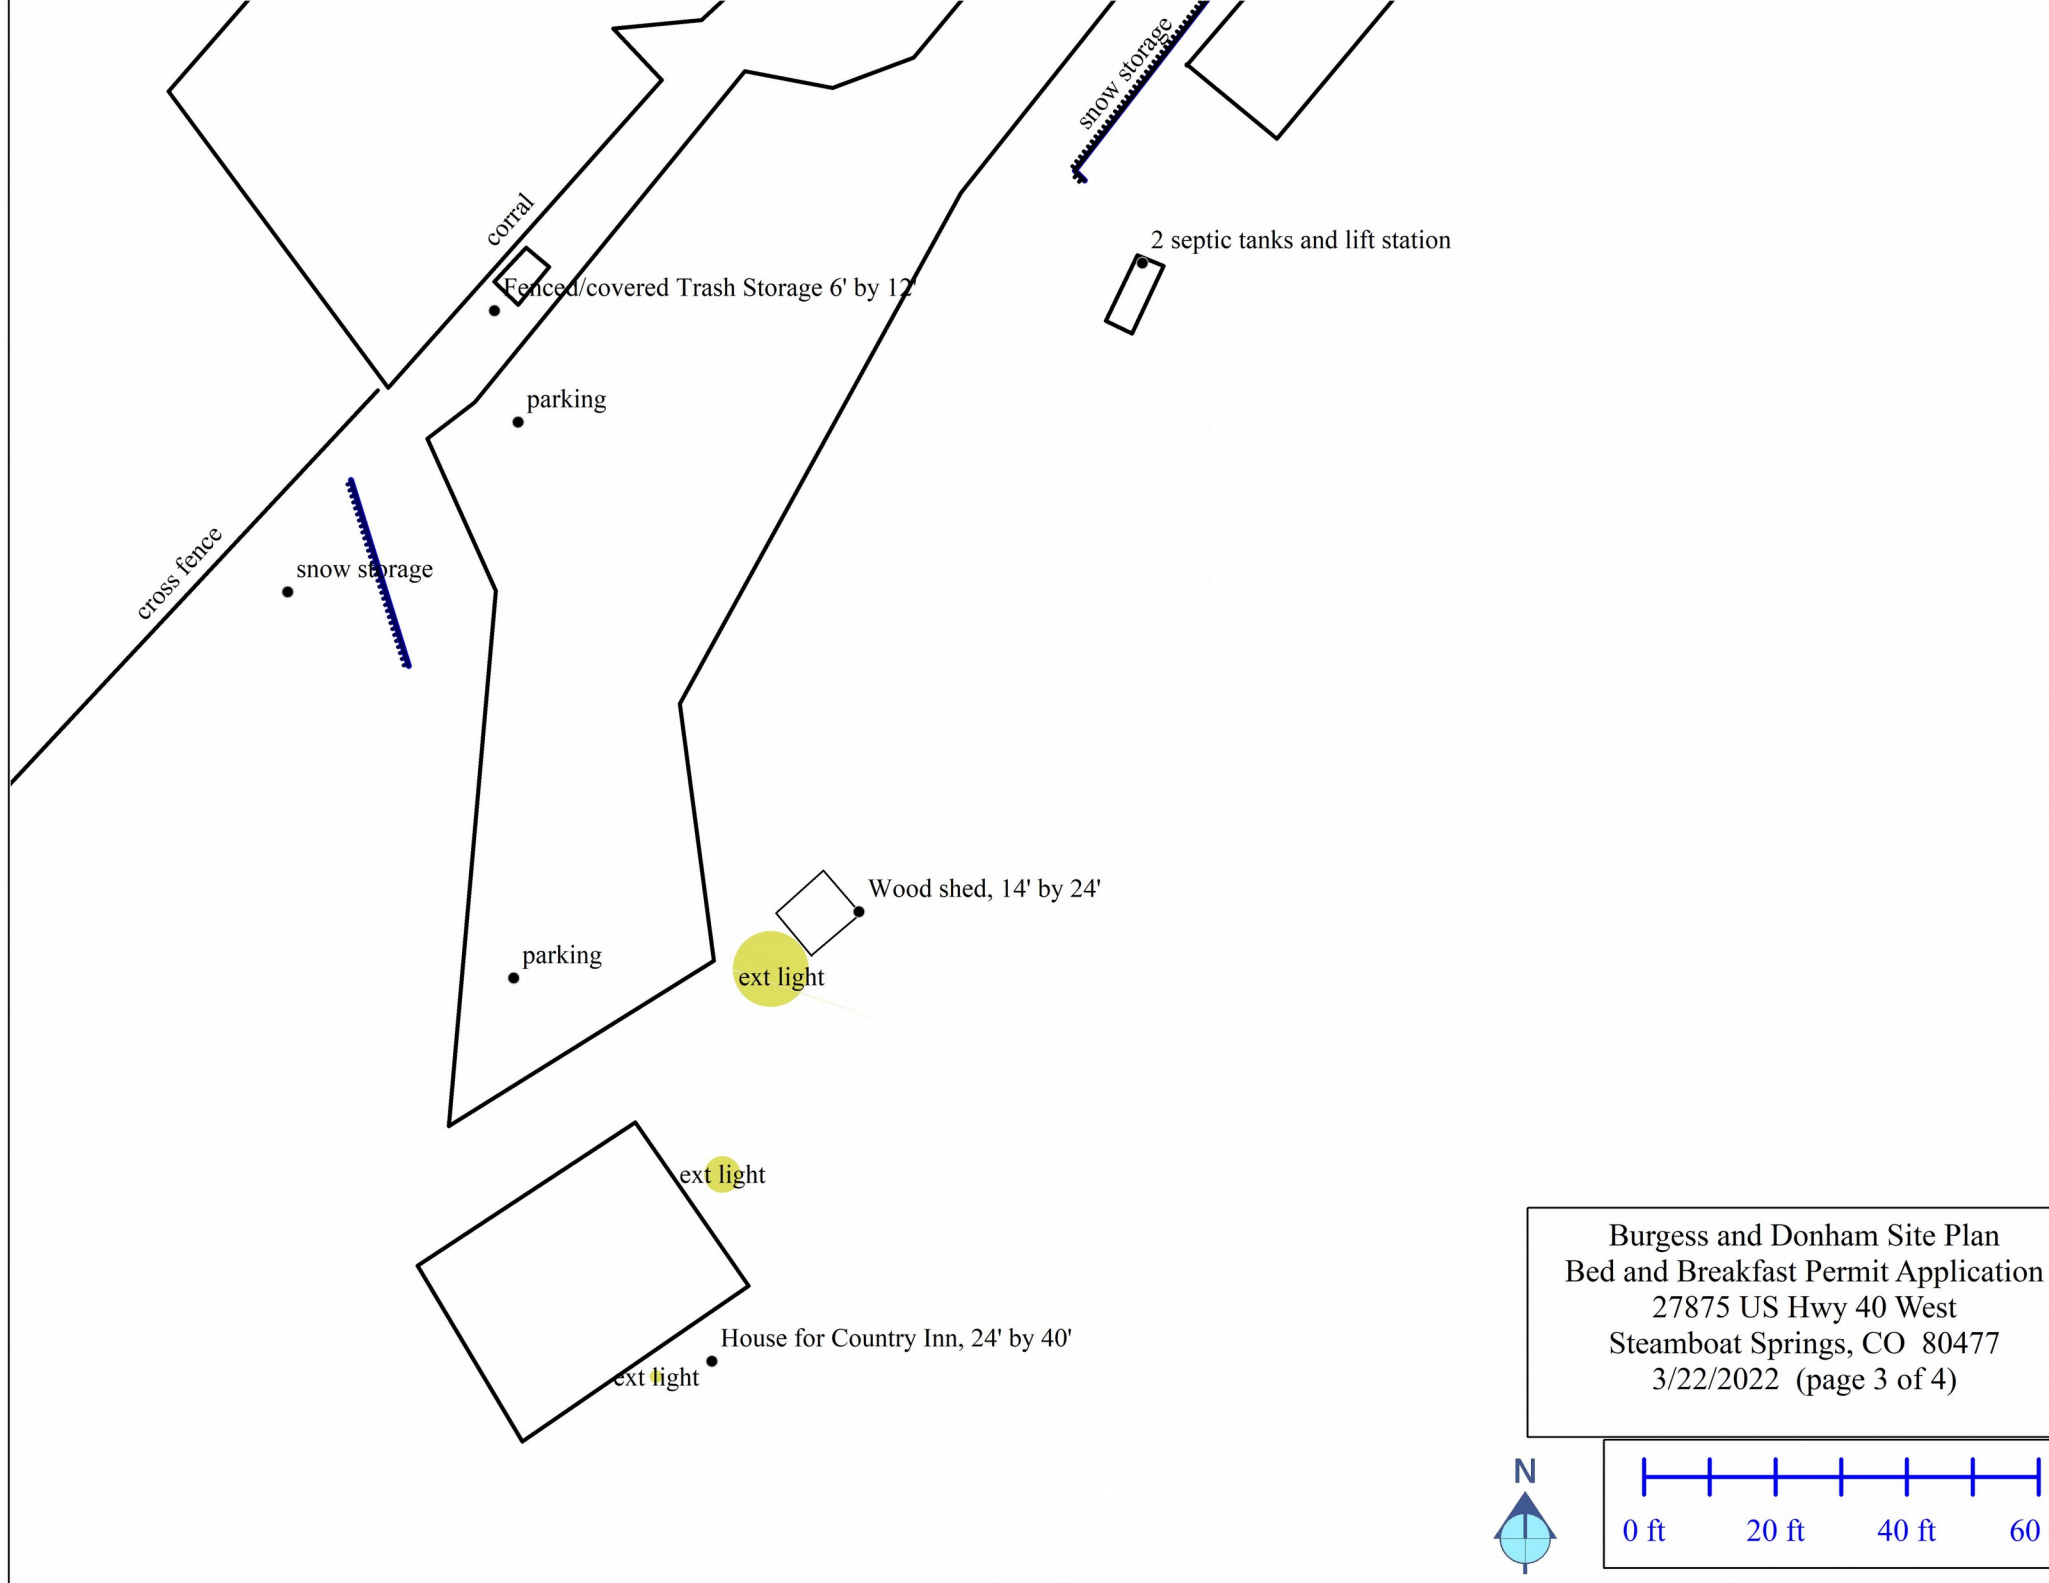 snow storage
corral
2 septic tanks and lift station
Fenced/covered Trash Storage 6' by 12'
parking
cross fence
snow storage
Wood shed, 14' by 24'
parking
ext light
ext light
House for Country Inn, 24' by 40'
ext light
Burgess and Donham Site Plan
Bed and Breakfast Permit Application
27875 US Hwy 40 West
Steamboat Springs, CO  80477
3/22/2022  (page 3 of 4)
N
0 ft 20 ft 40 ft 60